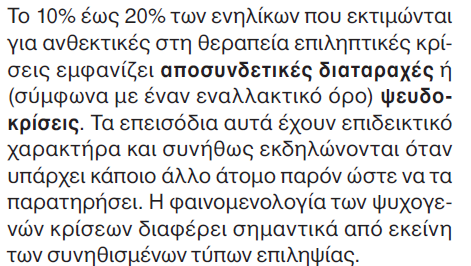 Το 10% έως 20% των ενηλίκων που εκτιμώνται
για ανθεκτικές στη θεραπεία επιληπτικές κρί-
σεις εμφανίζει αποσυνδετικές διαταραχές ή
(σύμφωνα με έναν εναλλακτικό όρο) ψευδο-
κρίσεις. Τα επεισόδια αυτά έχουν επιδεικτικό
χαρακτήρα και συνήθως εκδηλώνονται όταν
υπάρχει κάποιο άλλο άτομο παρόν ώστε να τα
παρατηρήσει. Η φαινομενολογία των ψυχογε-
νών κρίσεων διαφέρει σημαντικά από εκείνη
των συνηθισμένων τύπων επιληψίας.